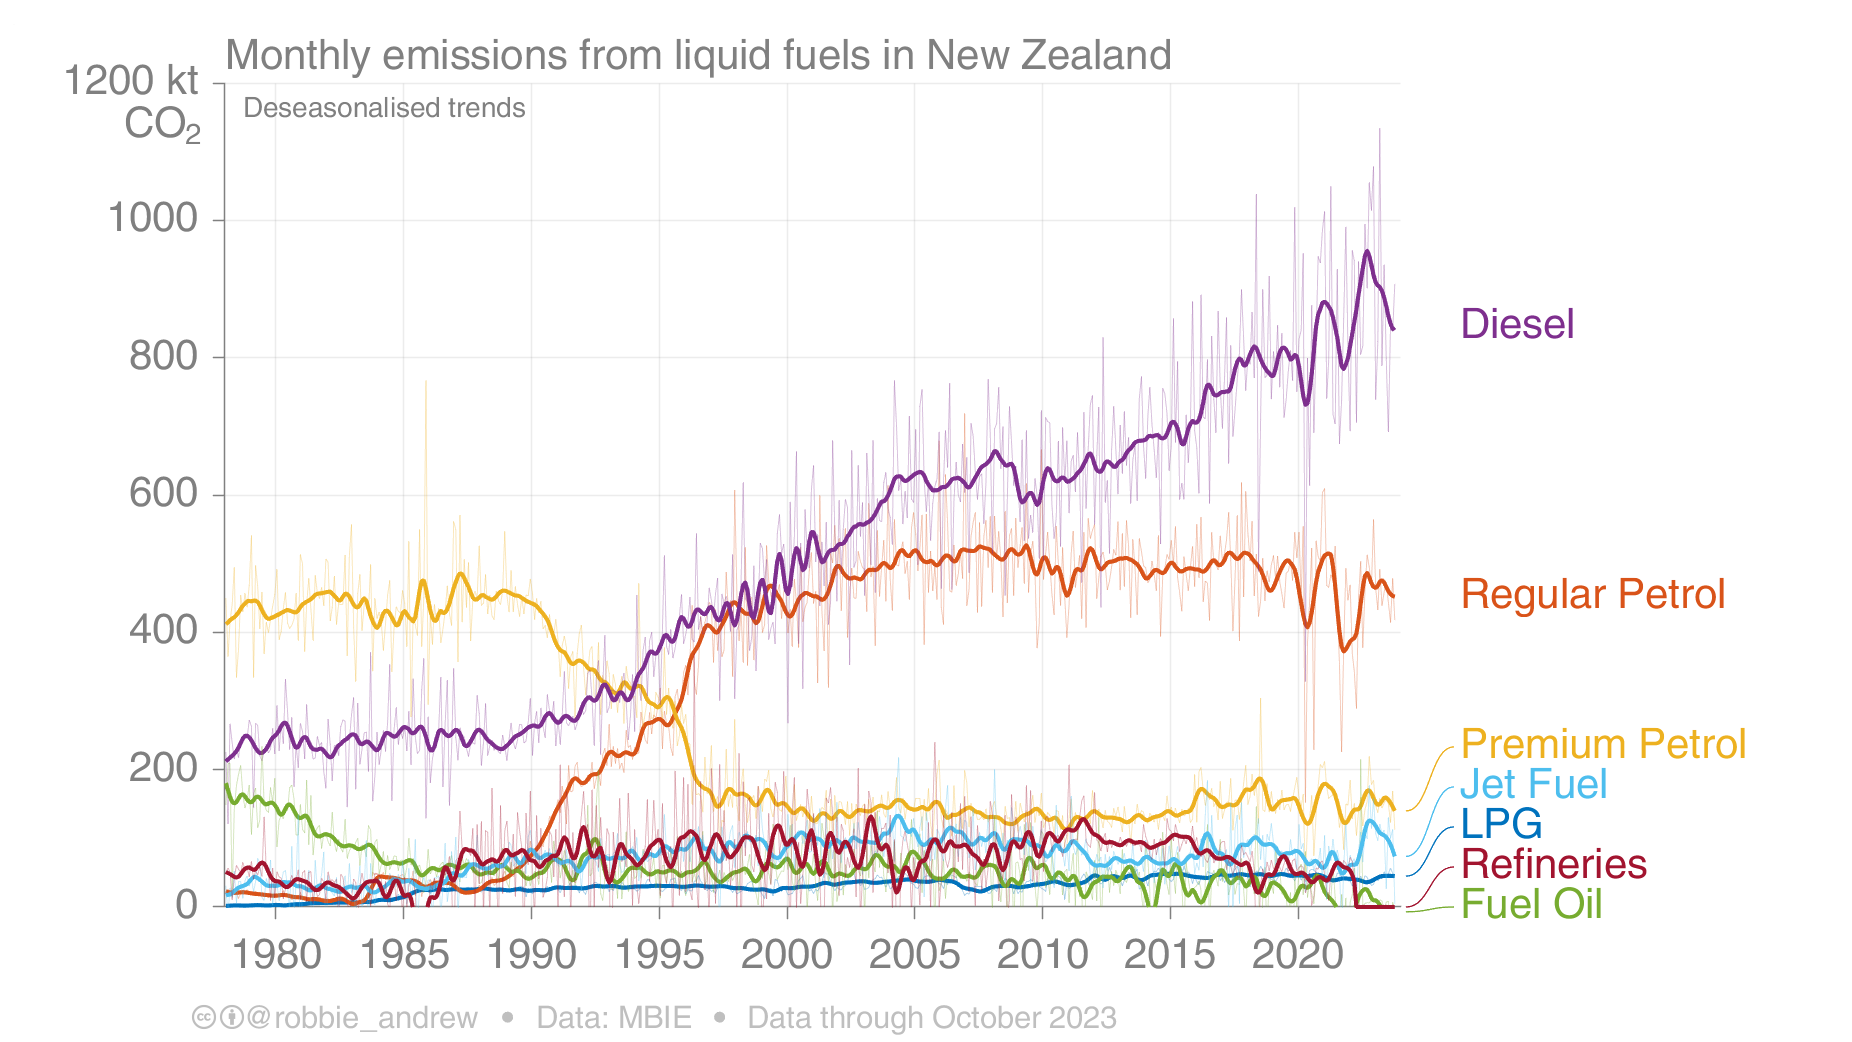 Monthly emissions from liquid fuels in New Zealand
1200 kt
CO₂
Deseasonalised trends
1000
800
600
400
200
0
1980 1985 1990 1995 2000 2005 2010 2015 2020
Diesel
Regular Petrol
Premium Petrol
Jet Fuel
LPG
Refineries
Fuel Oil
cc @robbie_andrew • Data: MBIE • Data through October 2023